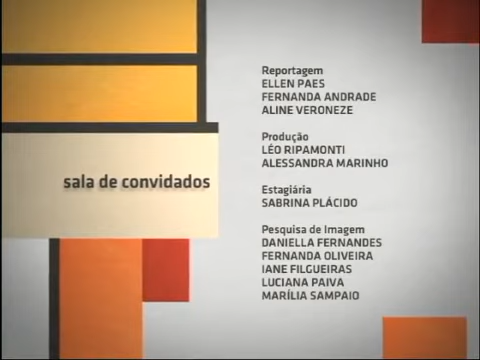 sala de convidados
Reportagem
ELLEN PAES
FERNANDA ANDRADE
ALINE VERONEZE
Produção
LÉO RIPAMONTI
ALESSANDRA MARINHO
Estagiária
SABRINA PLÁCIDO
Pesquisa de Imagem
DANIELLA FERNANDES
FERNANDA OLIVEIRA
IANE FILGUEIRAS
LUCIANA PAIVA
MARÍLIA SAMPAIO